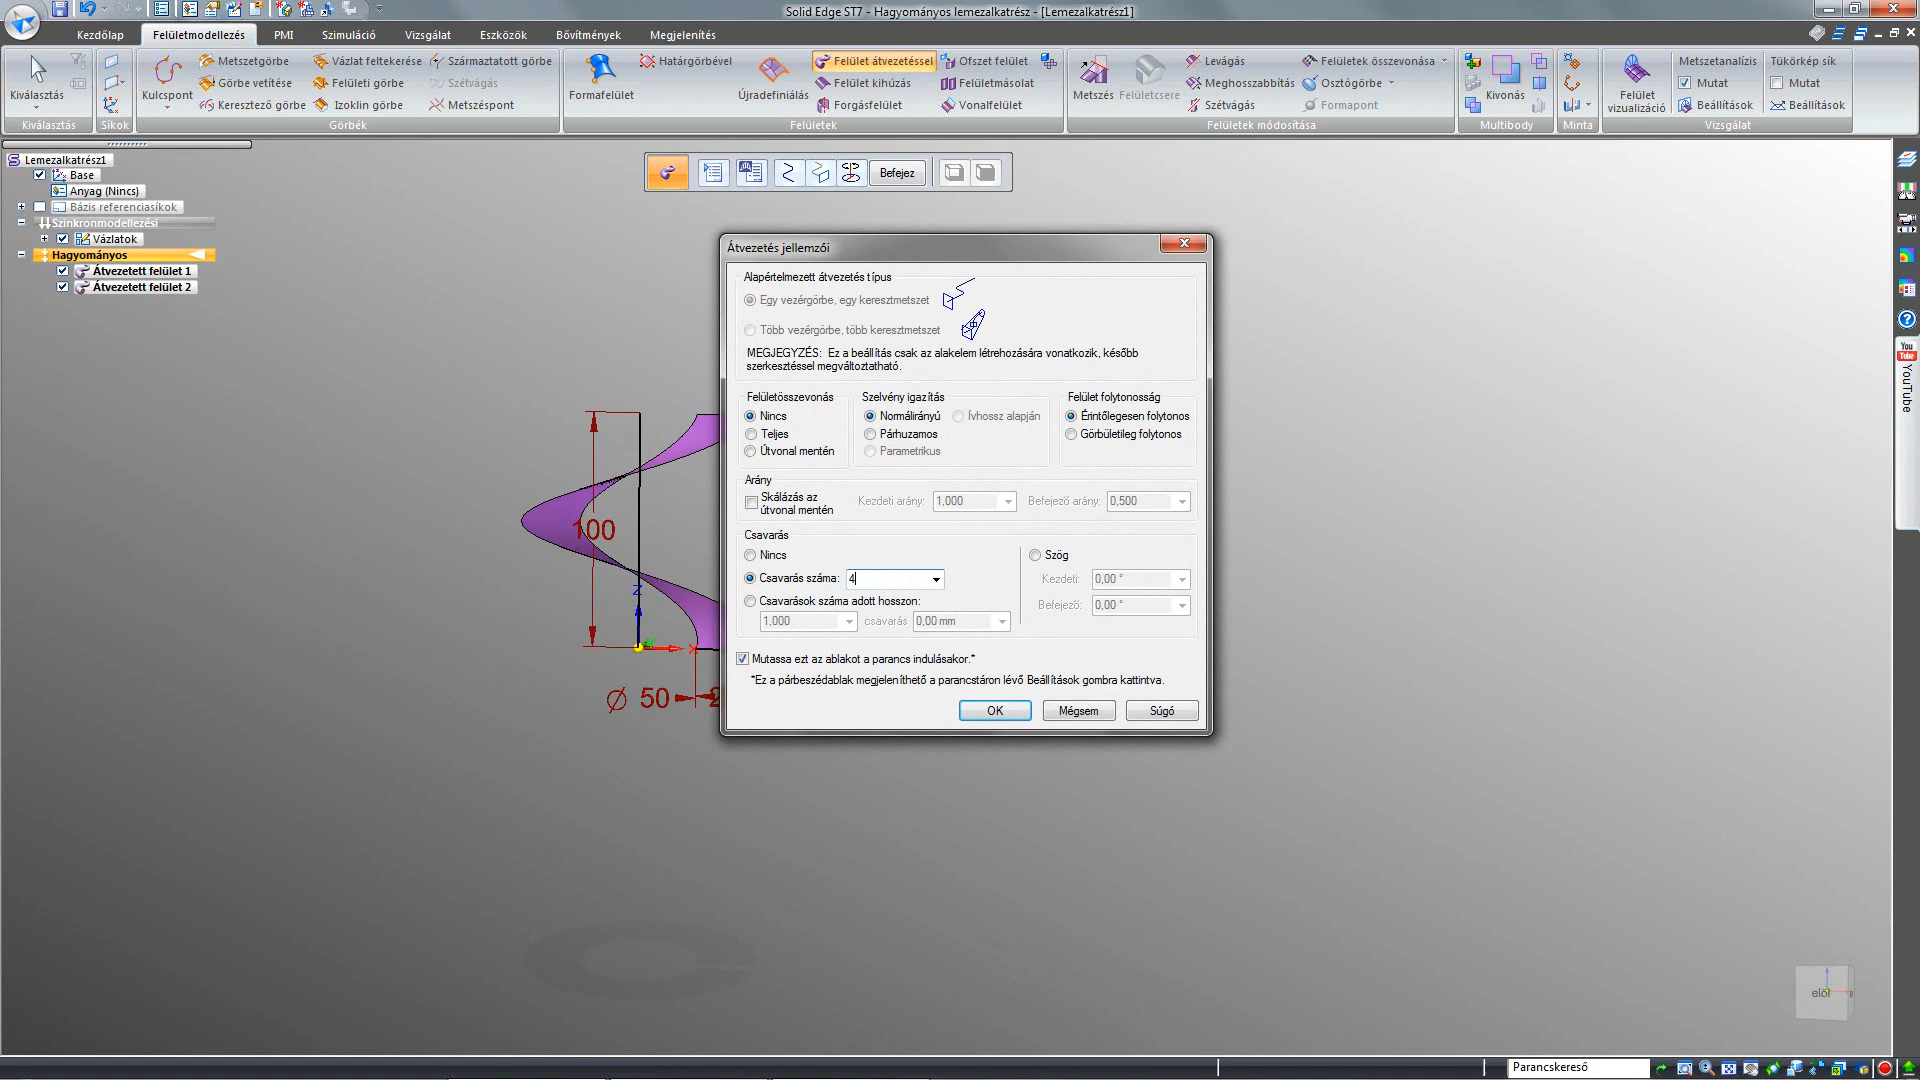 Solid Edge ST7 - Hagyományos lemezalkatrész - [Lemezalkatrész1]
Kezdőlap Felületmodellezés PMI Szimuláció Vizsgálat Eszközök Bővítmények Megjelenítés
Kiválasztás
Kiválasztás
Síkok
Kulcspont
Metszetgörbe
Görbe vetítése
Keresztező görbe
Vázlat feltekerése
Felületi görbe
Izoklin görbe
Származtatott görbe
Szétvágás
Metszéspont
Görbék
Formafelület
Határgörbével
Újradefiniálás
Felület átvezetéssel
Felület kihúzás
Forgásfelület
Ofszet felület
Felületmásolat
Vonalfelület
Felületek
Metszés
Felületcsere
Levágás
Meghosszabbítás
Szétvágás
Felületek összevonása
Osztógörbe
Formapont
Felületek módosítása
Kivonás
Multibody
Minta
Felület vizualizáció
Metszetanalízis
Mutat
Beállítások
Tükörkép sík
Mutat
Beállítások
Vizsgálat
Lemezalkatrész1
Base
Anyag (Nincs)
Bázis referenciasíkok
Szinkronmodellezési
Vázlatok
Hagyományos
Átvezetett felület 1
Átvezetett felület 2
Befejez
Átvezetés jellemzői
Alapértelmezett átvezetés típus
Egy vezérgörbe, egy keresztmetszet
Több vezérgörbe, több keresztmetszet
MEGJEGYZÉS: Ez a beállítás csak az alakelem létrehozására vonatkozik, később
szerkesztéssel megváltoztatható.
Felületösszevonás
Nincs
Teljes
Útvonal mentén
Szelvény igazítás
Normálirányú Ívhossz alapján
Párhuzamos
Parametrikus
Felület folytonosság
Érintőlegesen folytonos
Görbületileg folytonos
Arány
Skálázás az
útvonal mentén
Kezdeti arány: 1,000 Befejező arány: 0,500
Csavarás
Nincs
Csavarás száma: 4
Csavarások száma adott hosszon:
1,000 csavarás 0,00 mm
Szög
Kezdeti: 0,00 °
Befejező: 0,00 °
Mutassa ezt az ablakot a parancs indulásakor.*
*Ez a párbeszédablak megjeleníthető a parancstáron lévő Beállítások gombra kattintva.
OK Mégsem Súgó
100
Z
X
Ø 50
elöl
You
Tube
YouTube
Parancskereső